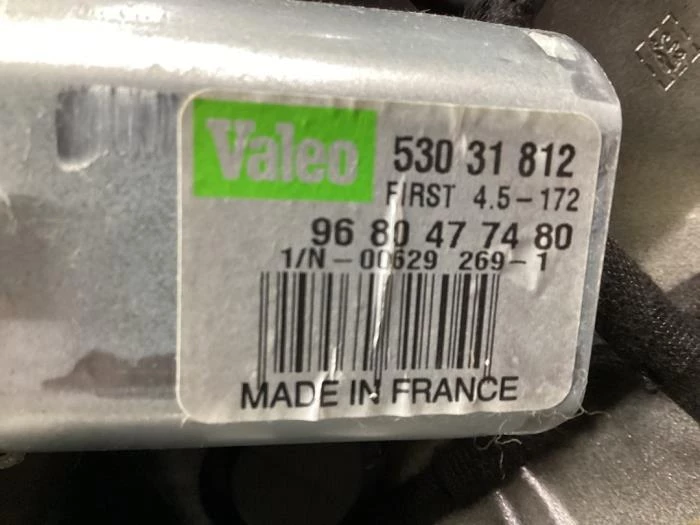 Valeo 530 31 812
FIRST 4.5-172
96 80 47 74 80
1/N-00629 269-1
MADE IN FRANCE